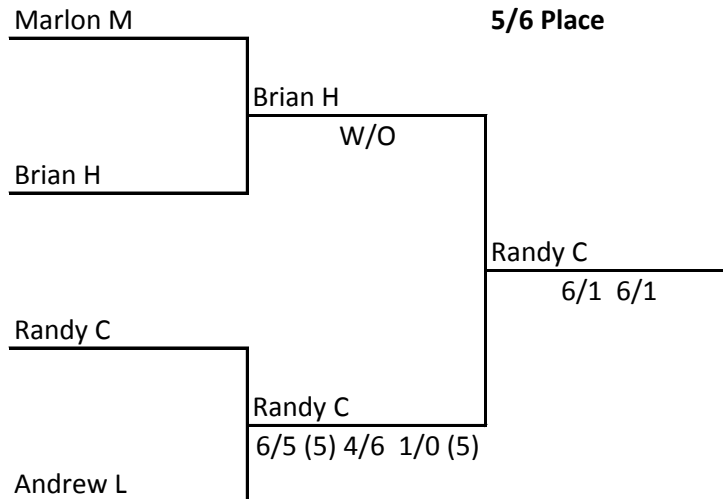 Marlon M
5/6 Place
Brian H
W/O
Brian H
Randy C
6/1 6/1
Randy C
Randy C
6/5 (5) 4/6 1/0 (5)
Andrew L